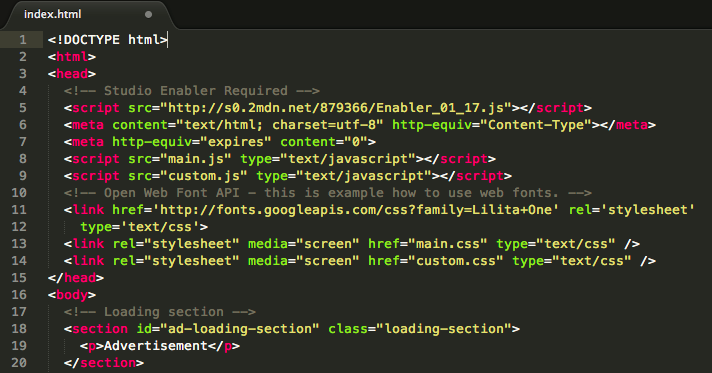 index.html
1 <!DOCTYPE html>
2 <html>
3 <head>
4 <!-- Studio Enabler Required -->
5 <script src="http://s0.2mdn.net/879366/Enabler_01_17.js"></script>
6 <meta content="text/html; charset=utf-8" http-equiv="Content-Type"></meta>
7 <meta http-equiv="expires" content="0">
8 <script src="main.js" type="text/javascript"></script>
9 <script src="custom.js" type="text/javascript"></script>
10 <!-- Open Web Font API - this is example how to use web fonts. -->
11 <link href='http://fonts.googleapis.com/css?family=Lilita+One' rel='stylesheet'
12 type='text/css'>
13 <link rel="stylesheet" media="screen" href="main.css" type="text/css" />
14 <link rel="stylesheet" media="screen" href="custom.css" type="text/css" />
15 </head>
16 <body>
17 <!-- Loading section -->
18 <section id="ad-loading-section" class="loading-section">
19 <p>Advertisement</p>
20 </section>